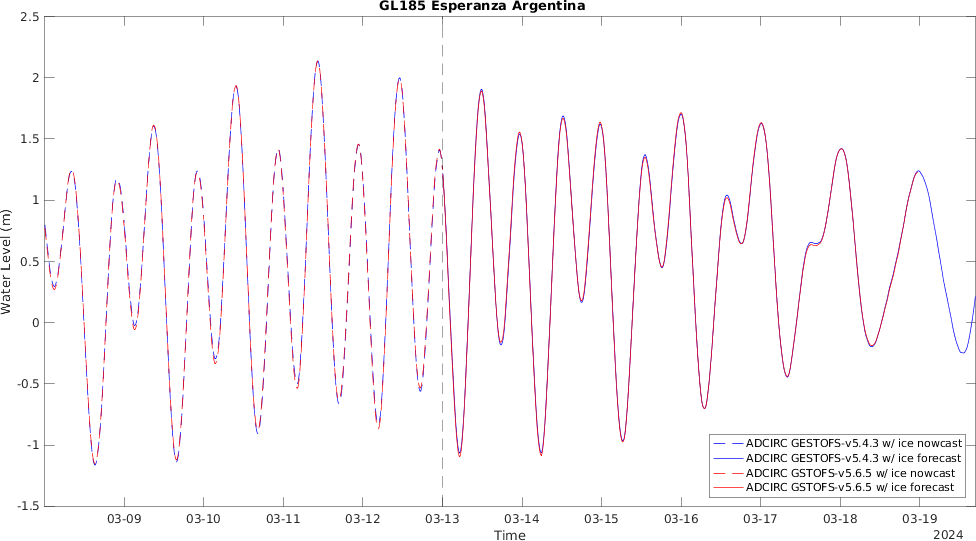 GL185 Esperanza Argentina
2.5
2
1.5
1
0.5
0
-0.5
-1
-1.5
Water Level (m)
03-09 03-10 03-11 03-12 03-13 03-14 03-15 03-16 03-17 03-18 03-19
Time
2024
ADCIRC GESTOFS-v5.4.3 w/ ice nowcast
ADCIRC GESTOFS-v5.4.3 w/ ice forecast
ADCIRC GSTOFS-v5.6.5 w/ ice nowcast
ADCIRC GSTOFS-v5.6.5 w/ ice forecast